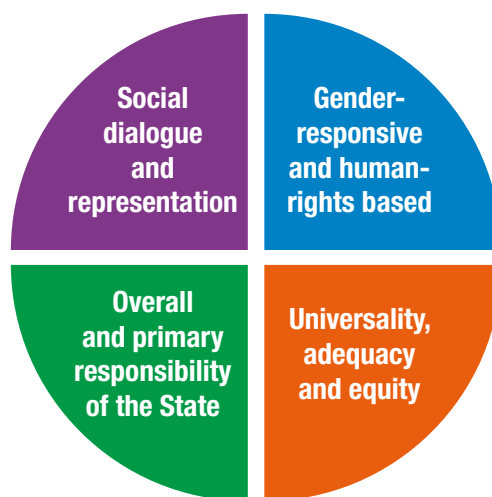 Social
dialogue
and
representation
Gender-
responsive
and human-
rights based
Overall
and primary
responsibility
of the State
Universality,
adequacy
and equity